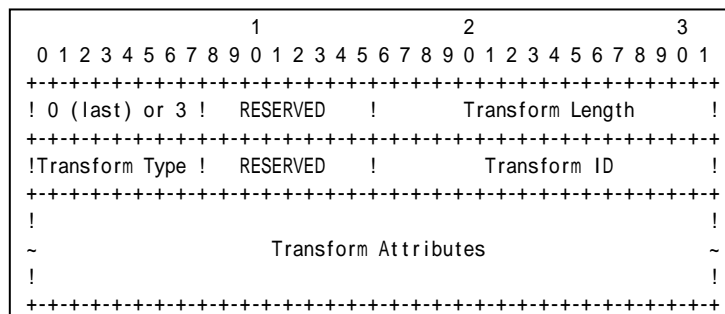 1 2 3
0 1 2 3 4 5 6 7 8 9 0 1 2 3 4 5 6 7 8 9 0 1 2 3 4 5 6 7 8 9 0 1
+-+-+-+-+-+-+-+-+-+-+-+-+-+-+-+-+-+-+-+-+-+-+-+-+-+-+-+-+-+-+-+-+
! 0 (last) or 3 ! RESERVED ! Transform Length !
+-+-+-+-+-+-+-+-+-+-+-+-+-+-+-+-+-+-+-+-+-+-+-+-+-+-+-+-+-+-+-+-+
!Transform Type ! RESERVED ! Transform ID !
+-+-+-+-+-+-+-+-+-+-+-+-+-+-+-+-+-+-+-+-+-+-+-+-+-+-+-+-+-+-+-+-+
! !
~ Transform Attributes ~
! !
+-+-+-+-+-+-+-+-+-+-+-+-+-+-+-+-+-+-+-+-+-+-+-+-+-+-+-+-+-+-+-+-+